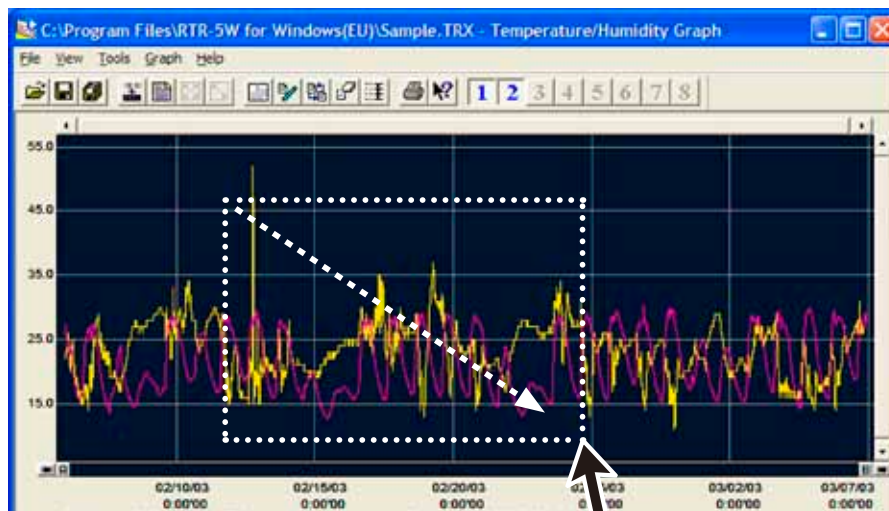 C:\Program Files\RTR-5W for Windows(EU)\Sample.TRX - Temperature/Humidity Graph
File View Tools Graph Help
1 2 3 4 5 6 7 8
55.0
45.0
35.0
25.0
15.0
02/10/03 02/15/03 02/20/03 03/02/03 03/07/03
0:00'00 0:00'00 0:00'00 0:00'00 0:00'00